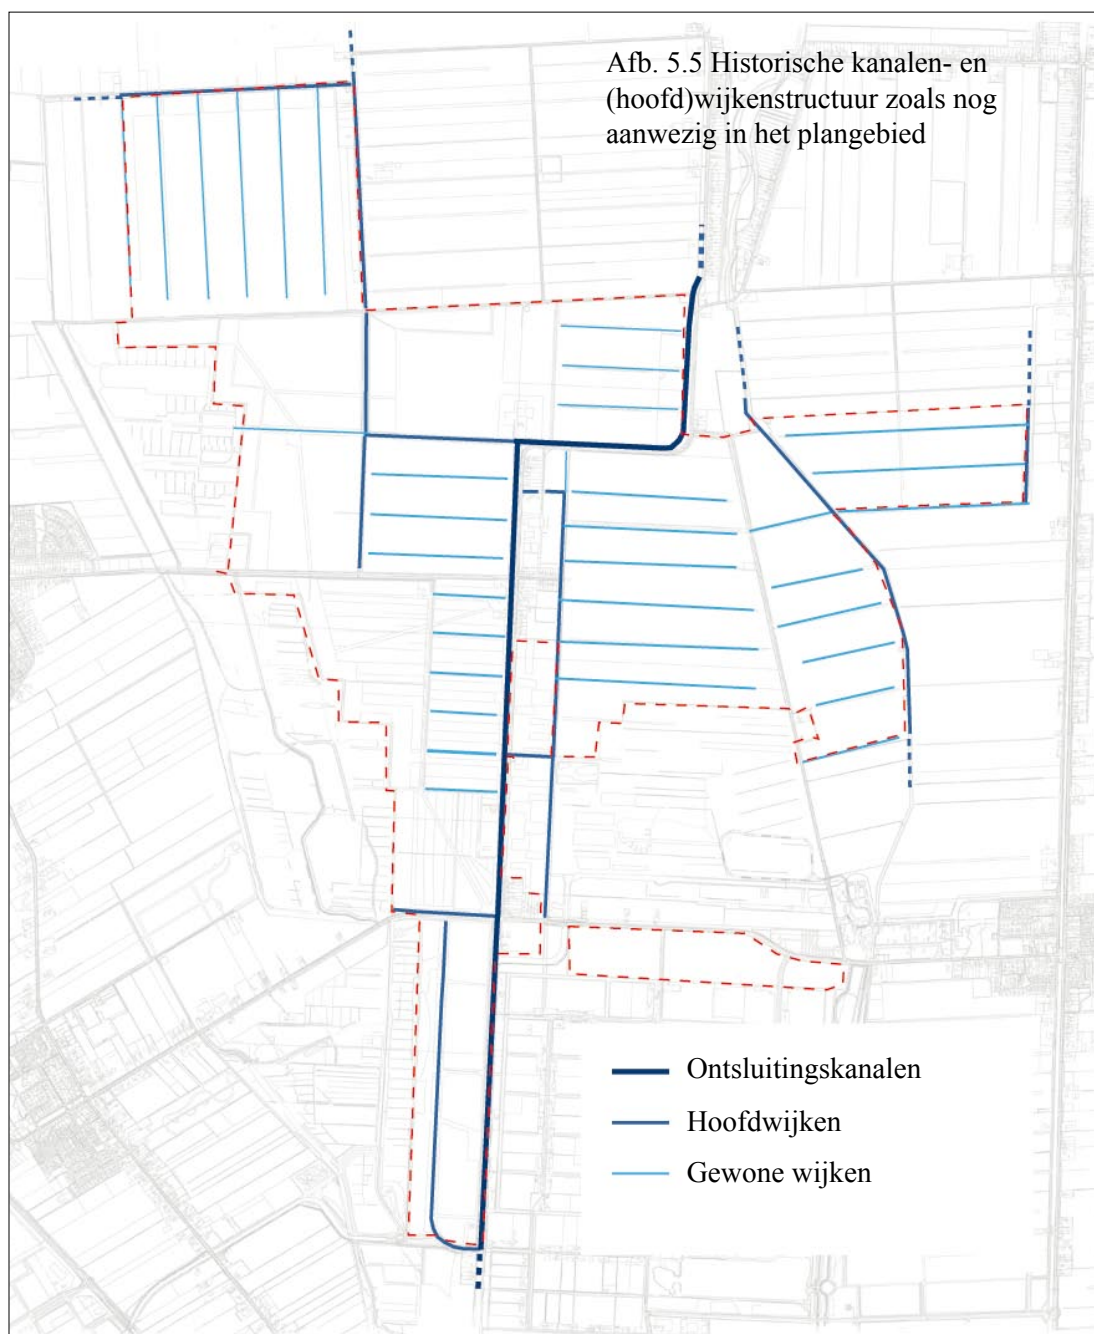 Afb. 5.5 Historische kanalen- en
(hoofd)wijkenstructuur zoals nog
aanwezig in het plangebied
Ontsluitingskanalen
Hoofdwijken
Gewone wijken